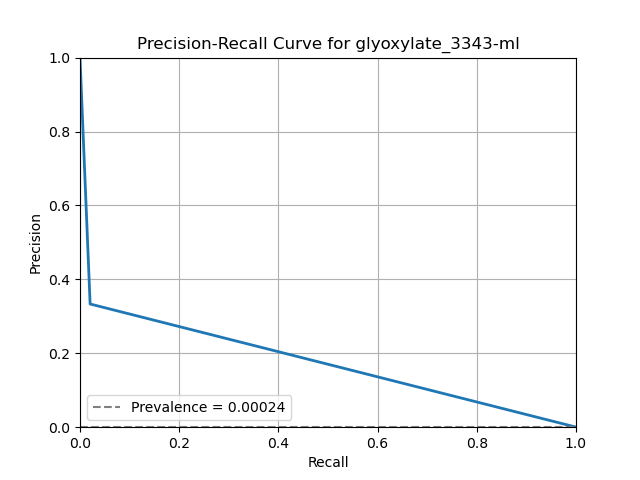 Precision-Recall Curve for glyoxylate_3343-ml
1.0
0.8
0.6
0.4
0.2
0.0
Precision
Prevalence = 0.00024
0.0 0.2 0.4 0.6 0.8 1.0
Recall